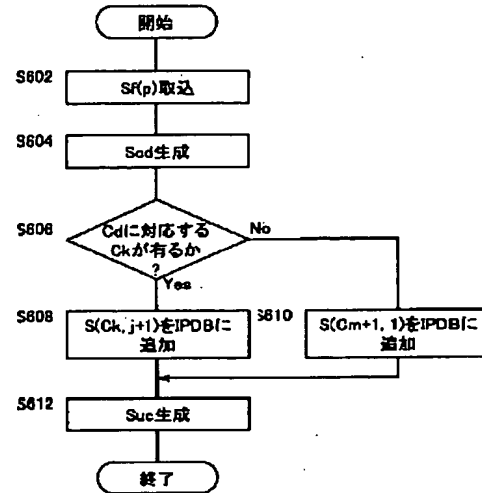 開始
S602
Sf(p)取込
S604
Scd生成
S606
Cdに対応する
Ckが有るか
?
No
Yes
S608
S(Ck, j+1)をIPDBに
追加
S610
S(Cm+1, 1)をIPDBに
追加
S612
Suc生成
終了